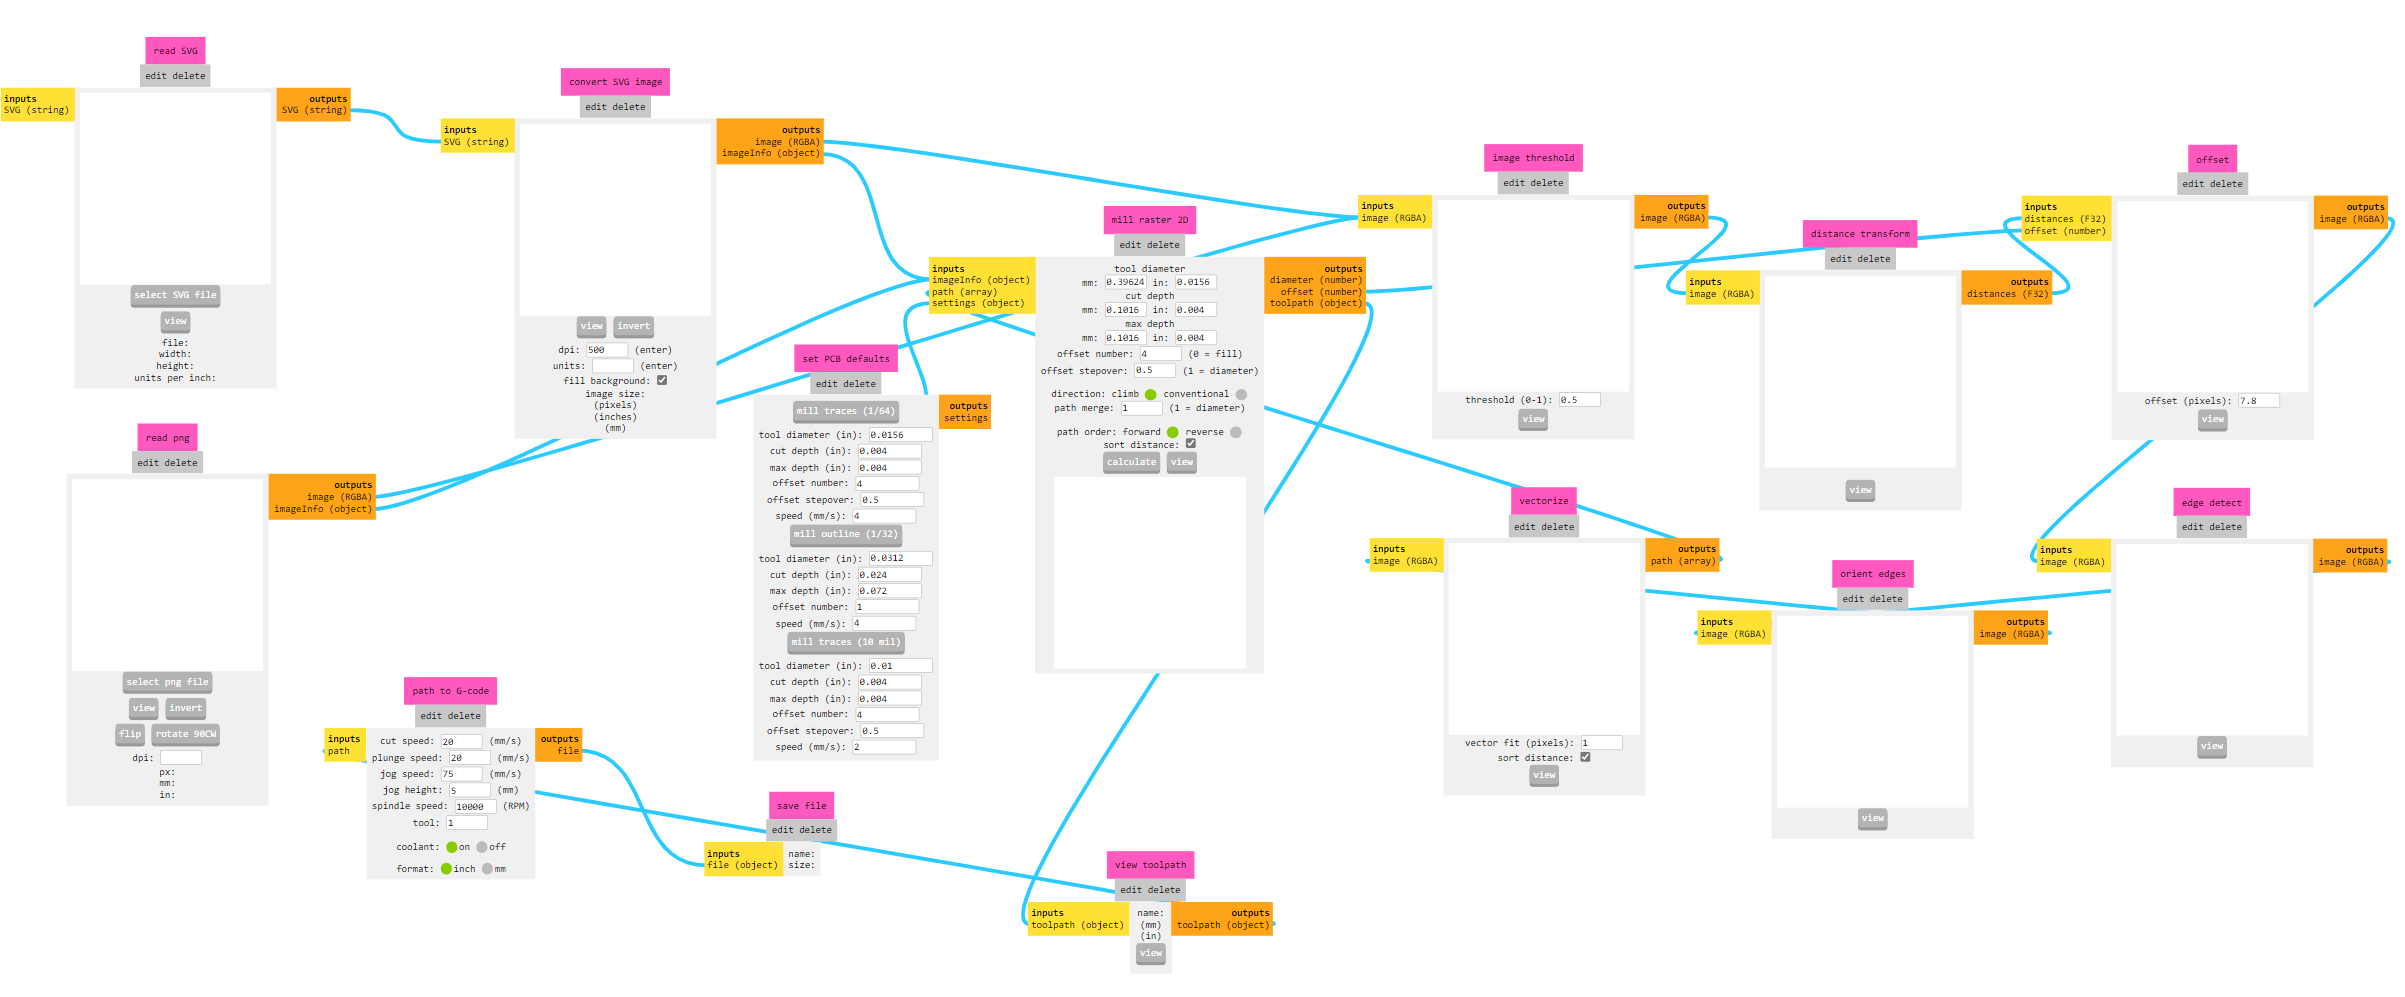 read SVG
edit delete
inputs
SVG (string)
outputs
SVG (string)
select SVG file
view
file:
width:
height:
units per inch:
convert SVG image
edit delete
inputs
SVG (string)
outputs
image (RGBA)
imageInfo (object)
view invert
dpi: 500 (enter)
units: (enter)
fill background:
image size:
(pixels)
(inches)
(mm)
read png
edit delete
outputs
image (RGBA)
imageInfo (object)
select png file
view invert
flip rotate 90CW
dpi:
px:
mm:
in:
set PCB defaults
edit delete
outputs
settings
mill traces (1/64)
tool diameter (in): 0.0156
cut depth (in): 0.004
max depth (in): 0.004
offset number: 4
offset stepover: 0.5
speed (mm/s): 4
mill outline (1/32)
tool diameter (in): 0.0312
cut depth (in): 0.024
max depth (in): 0.072
offset number: 1
speed (mm/s): 4
mill traces (10 mil)
tool diameter (in): 0.01
cut depth (in): 0.004
max depth (in): 0.004
offset number: 4
offset stepover: 0.5
speed (mm/s): 2
mill raster 2D
edit delete
inputs
imageInfo (object)
path (array)
settings (object)
outputs
diameter (number)
offset (number)
toolpath (object)
tool diameter
mm: 0.39624 in: 0.0156
cut depth
mm: 0.1016 in: 0.004
max depth
mm: 0.1016 in: 0.004
offset number: 4 (0 = fill)
offset stepover: 0.5 (1 = diameter)
direction: climb conventional
path merge: 1 (1 = diameter)
path order: forward reverse
sort distance:
calculate view
image threshold
edit delete
inputs
image (RGBA)
outputs
image (RGBA)
threshold (0-1): 0.5
view
distance transform
edit delete
inputs
image (RGBA)
outputs
distances (F32)
view
offset
edit delete
inputs
distances (F32)
offset (number)
outputs
image (RGBA)
offset (pixels): 7.8
view
vectorize
edit delete
inputs
image (RGBA)
outputs
path (array)
vector fit (pixels): 1
sort distance:
view
orient edges
edit delete
inputs
image (RGBA)
outputs
image (RGBA)
view
edge detect
edit delete
inputs
image (RGBA)
outputs
image (RGBA)
view
path to G-code
edit delete
inputs
path
outputs
file
cut speed: 20 (mm/s)
plunge speed: 20 (mm/s)
jog speed: 75 (mm/s)
jog height: 5 (mm)
spindle speed: 10000 (RPM)
tool: 1
coolant: on off
format: inch mm
save file
edit delete
inputs
file (object)
name:
size:
view toolpath
edit delete
inputs
toolpath (object)
name:
(mm)
(in)
view
outputs
toolpath (object)